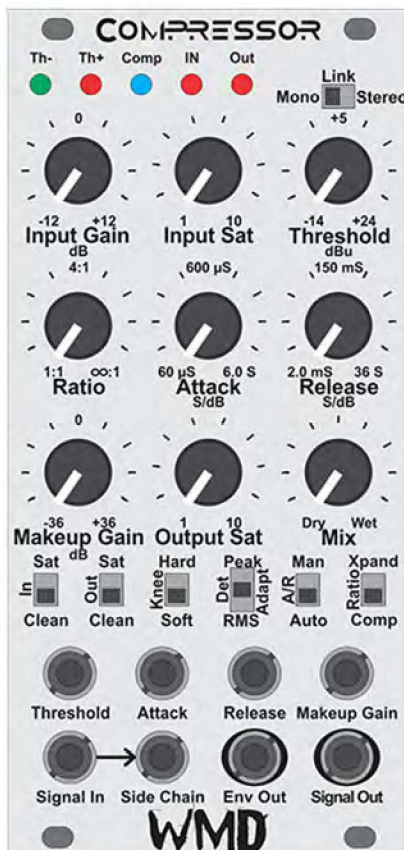 COMPRESSOR
Th- Th+ Comp IN Out
Link
Mono Stereo
0 +5
-12 +12 1 10 -14 +24
Input Gain Input Sat Threshold
dB dBu
4:1 600 µS 150 mS
1:1 ∞:1 60 µS 6.0 S 2.0 mS 36 S
Ratio Attack Release
S/dB S/dB
0
-36 +36 1 10 Dry Wet
Makeup Gain Output Sat Mix
dB
Sat Sat Hard Peak Man Xpand
In Out Knee Det Adapt A/R Ratio
Clean Clean Soft RMS Auto Comp
Threshold Attack Release Makeup Gain
Signal In Side Chain Env Out Signal Out
WMD